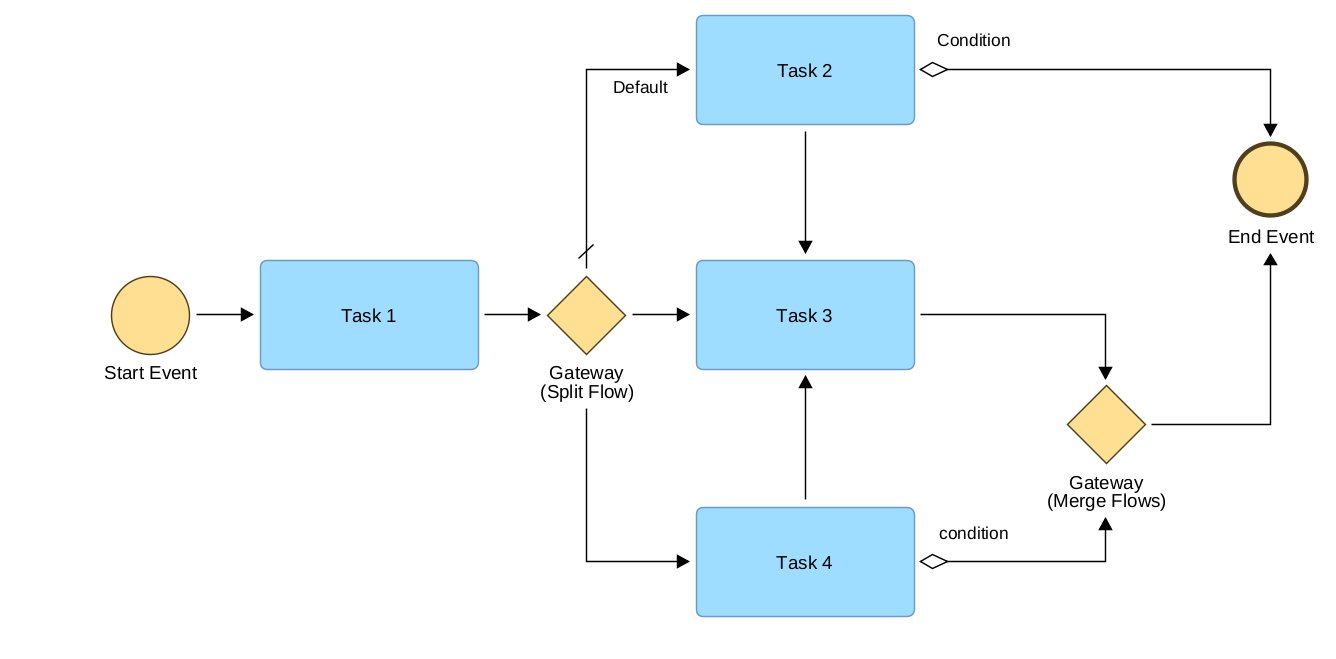 Condition
Task 2
Default
End Event
Task 1
Task 3
Start Event
Gateway
(Split Flow)
Gateway
(Merge Flows)
condition
Task 4